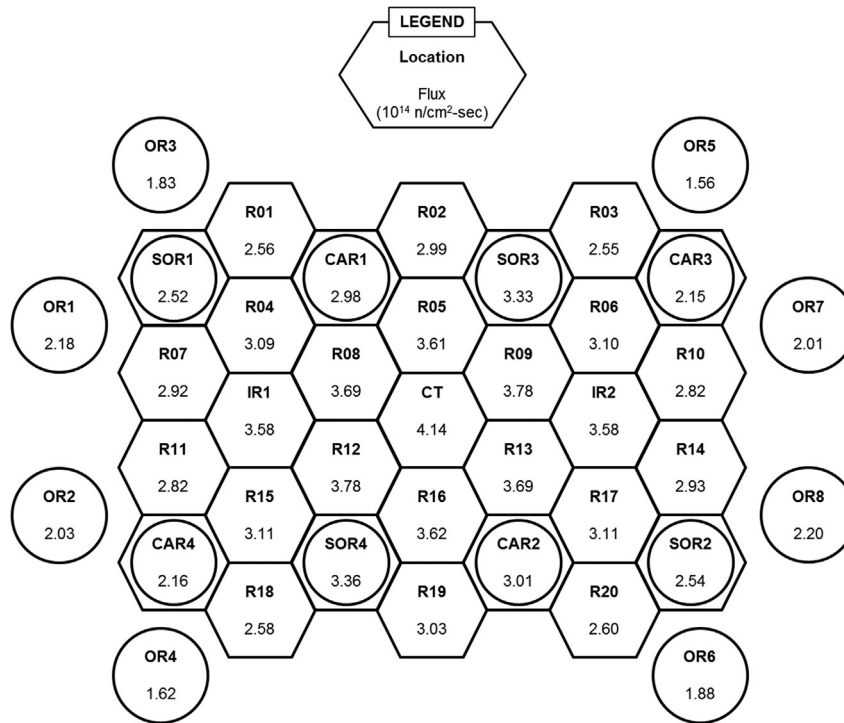 LEGEND
Location
Flux
(10¹⁴ n/cm²-sec)
OR3
1.83
OR5
1.56
R01
2.56
R02
2.99
R03
2.55
SOR1
2.52
CAR1
2.98
SOR3
3.33
CAR3
2.15
OR1
2.18
R04
3.09
R05
3.61
R06
3.10
OR7
2.01
R07
2.92
R08
3.69
R09
3.78
R10
2.82
IR1
3.58
CT
4.14
IR2
3.58
R11
2.82
R12
3.78
R13
3.69
R14
2.93
OR2
2.03
R15
3.11
R16
3.62
R17
3.11
OR8
2.20
CAR4
2.16
SOR4
3.36
CAR2
3.01
SOR2
2.54
R18
2.58
R19
3.03
R20
2.60
OR4
1.62
OR6
1.88